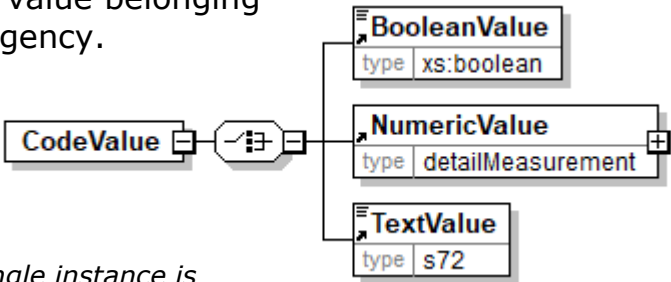 value belonging
gency.
BooleanValue
type xs:boolean
CodeValue
NumericValue
type detailMeasurement
TextValue
type s72
ngle instance is